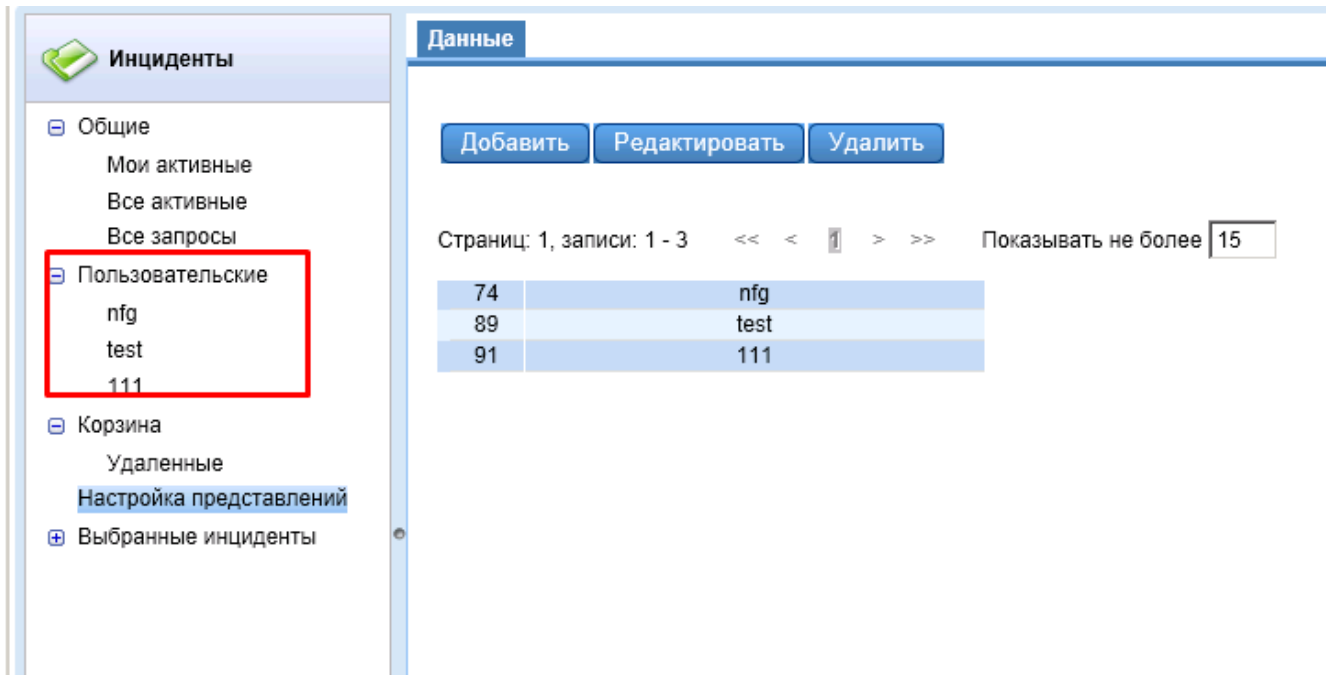 Инциденты
Общие
Мои активные
Все активные
Все запросы
Пользовательские
nfg
test
111
Корзина
Удаленные
Настройка представлений
Выбранные инциденты
Данные
Добавить Редактировать Удалить
Страниц: 1, записи: 1 - 3 << < 1 > >> Показывать не более 15
74 nfg
89 test
91 111